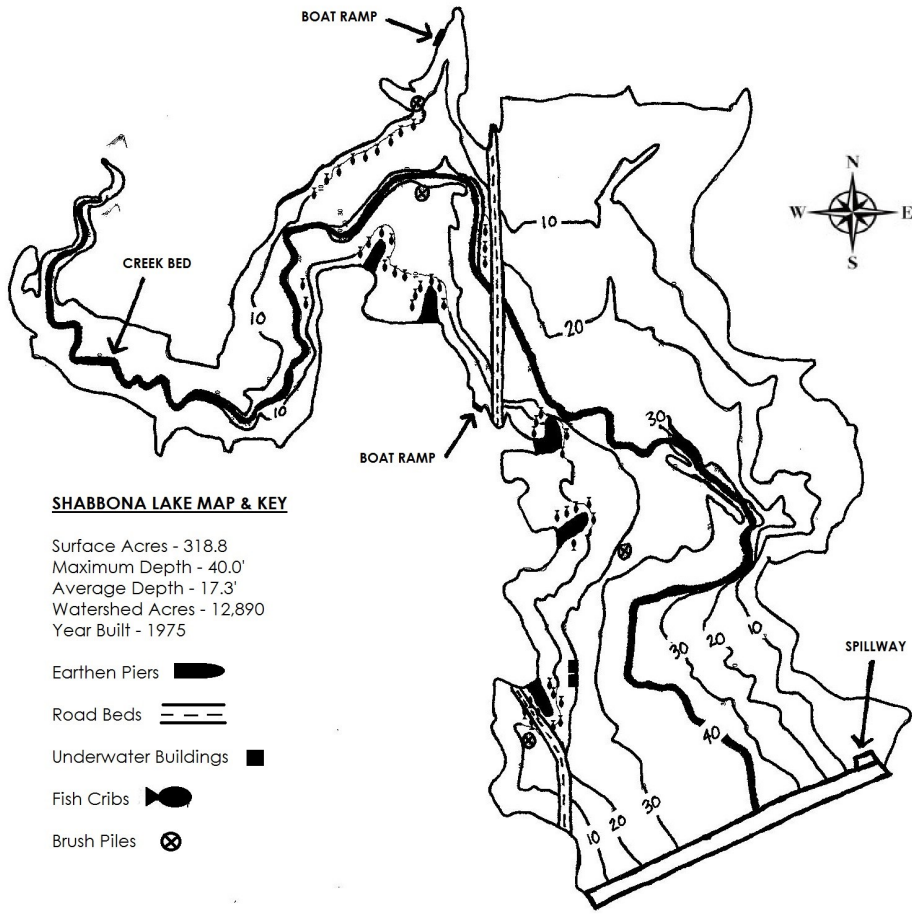 BOAT RAMP
N
W E
S
10
CREEK BED
20
10
10
30
BOAT RAMP
SHABBONA LAKE MAP & KEY
Surface Acres - 318.8
Maximum Depth - 40.0'
Average Depth - 17.3'
Watershed Acres - 12,890
Year Built - 1975
Earthen Piers
Road Beds
Underwater Buildings
Fish Cribs
Brush Piles
30
20
10
SPILLWAY
40
10
20
30